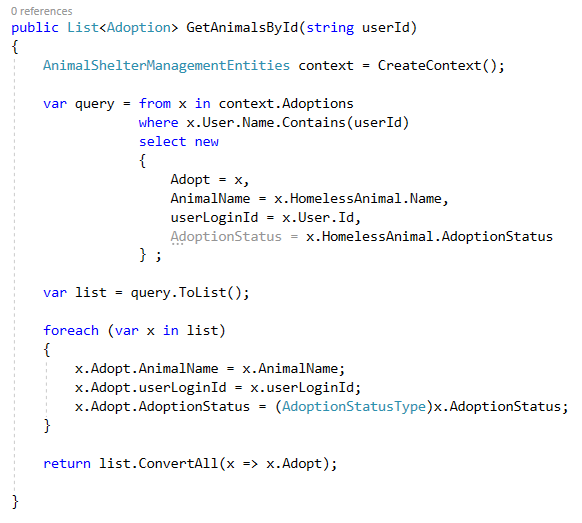 0 references
public List<Adoption> GetAnimalsById(string userId)
{
    AnimalShelterManagementEntities context = CreateContext();

    var query = from x in context.Adoptions
                where x.User.Name.Contains(userId)
                select new
                {
                    Adopt = x,
                    AnimalName = x.HomelessAnimal.Name,
                    userLoginId = x.User.Id,
                    AdoptionStatus = x.HomelessAnimal.AdoptionStatus
                } ;

    var list = query.ToList();

    foreach (var x in list)
    {
        x.Adopt.AnimalName = x.AnimalName;
        x.Adopt.userLoginId = x.userLoginId;
        x.Adopt.AdoptionStatus = (AdoptionStatusType)x.AdoptionStatus;
    }

    return list.ConvertAll(x => x.Adopt);

}